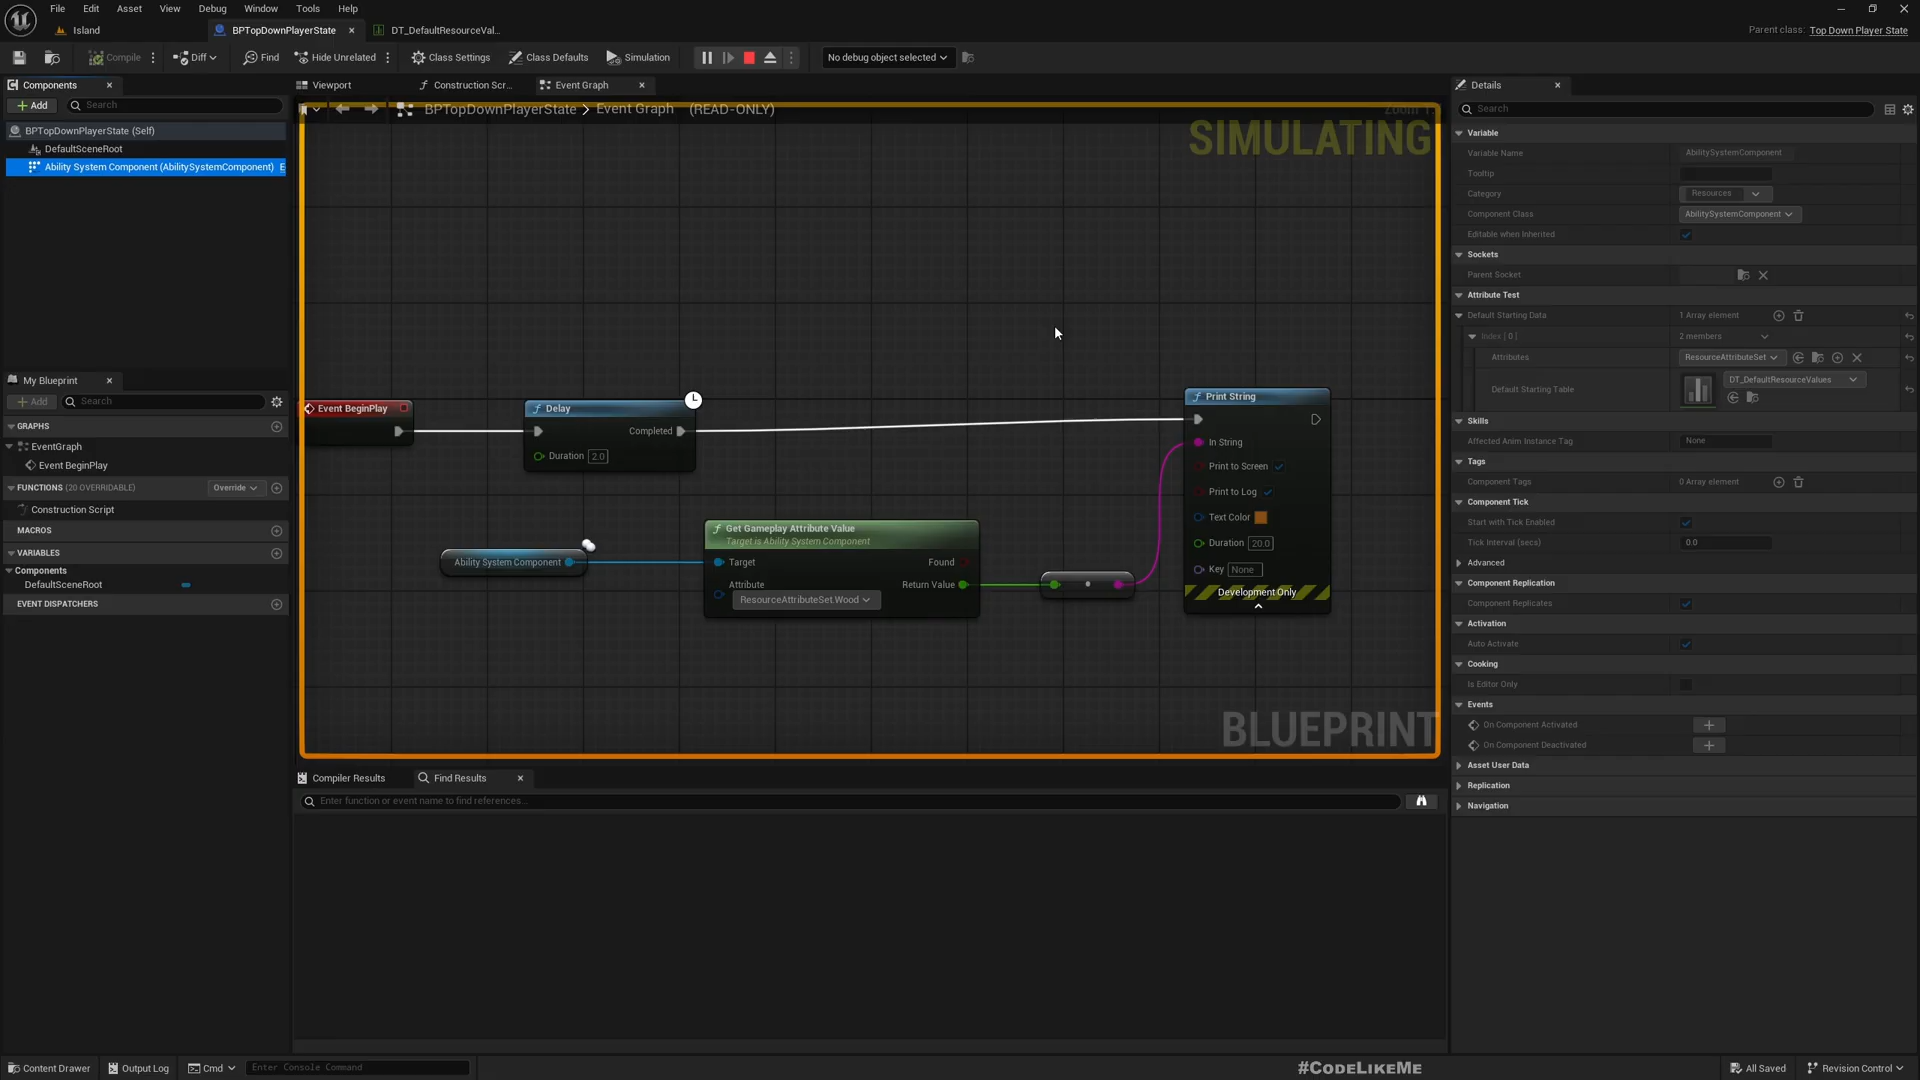 File Edit Asset View Debug Window Tools Help
Island
BPTopDownPlayerState
DT_DefaultResourceVal...
Parent class: Top Down Player State
Compile
Diff
Find
Hide Unrelated
Class Settings
Class Defaults
Simulation
No debug object selected
Components
Add
Search
BPTopDownPlayerState (Self)
DefaultSceneRoot
Ability System Component (AbilitySystemComponent) E
My Blueprint
Add
Search
GRAPHS
EventGraph
Event BeginPlay
FUNCTIONS (20 OVERRIDABLE)
Override
Construction Script
MACROS
VARIABLES
Components
DefaultSceneRoot
EVENT DISPATCHERS
Viewport
Construction Scr...
Event Graph
BPTopDownPlayerState > Event Graph (READ-ONLY)
SIMULATING
Event BeginPlay
Delay
Completed
Duration 2.0
Ability System Component
Get Gameplay Attribute Value
Target is Ability System Component
Target
Found
Attribute
Return Value
ResourceAttributeSet.Wood
Print String
In String
Print to Screen
Print to Log
Text Color
Duration 20.0
Key None
Development Only
BLUEPRINT
Compiler Results
Find Results
Enter function or event name to find references...
Details
Search
Variable
Variable Name AbilitySystemComponent
Tooltip
Category Resources
Component Class AbilitySystemComponent
Editable when Inherited
Sockets
Parent Socket
Attribute Test
Default Starting Data 1 Array element
Index [ 0 ] 2 members
Attributes ResourceAttributeSet
Default Starting Table DT_DefaultResourceValues
Skills
Affected Anim Instance Tag None
Tags
Component Tags 0 Array element
Component Tick
Start with Tick Enabled
Tick Interval (secs) 0.0
Advanced
Component Replication
Component Replicates
Activation
Auto Activate
Cooking
Is Editor Only
Events
On Component Activated
On Component Deactivated
Asset User Data
Replication
Navigation
Content Drawer
Output Log
Cmd
Enter Console Command
#CODELIKEME
All Saved
Revision Control